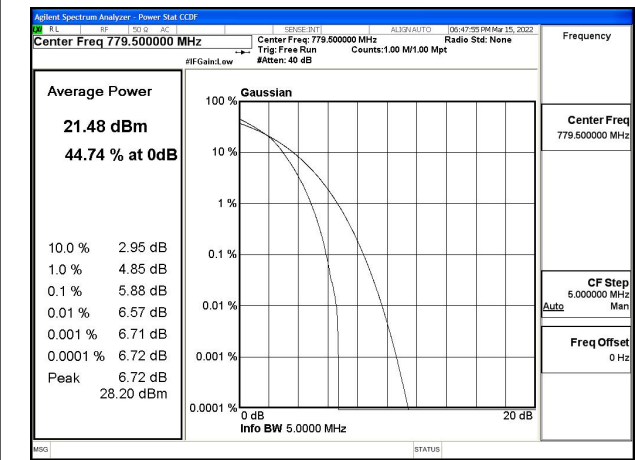 Agilent Spectrum Analyzer - Power Stat CCDF
RL RF 50 Ω AC SENSE:INT ALIGNAUTO 06:47:55 PM Mar 15, 2022
Center Freq 779.500000 MHz
Center Freq: 779.500000 MHz Radio Std: None
Trig: Free Run Counts:1.00 M/1.00 Mpt
#IFGain:Low #Atten: 40 dB
Frequency
Average Power
21.48 dBm
44.74 % at 0dB
10.0 % 2.95 dB
1.0 % 4.85 dB
0.1 % 5.88 dB
0.01 % 6.57 dB
0.001 % 6.71 dB
0.0001 % 6.72 dB
Peak 6.72 dB
28.20 dBm
Gaussian
100 %
10 %
1 %
0.1 %
0.01 %
0.001 %
0.0001 %
0 dB 20 dB
Info BW 5.0000 MHz
Center Freq
779.500000 MHz
CF Step
5.000000 MHz
Auto Man
Freq Offset
0 Hz
MSG STATUS